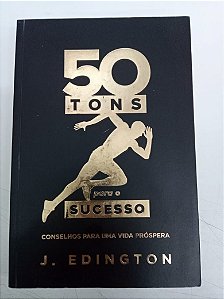 50
TONS
para o
SUCESSO
CONSELHOS PARA UMA VIDA PRÓSPERA
J. EDINGTON